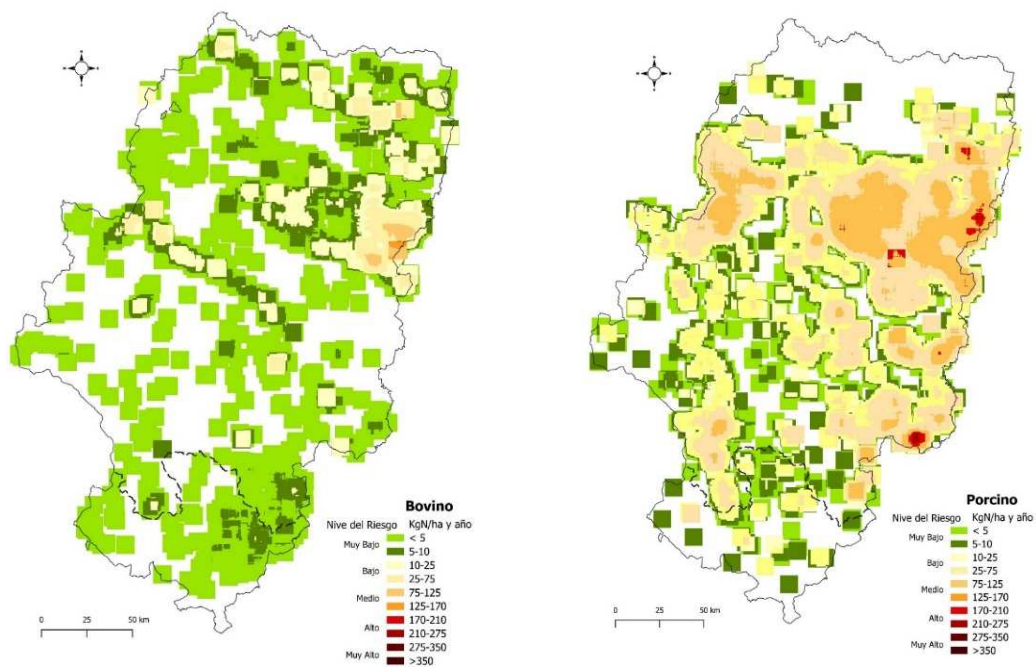 Bovino
Nive del Riesgo KgN/ha y año
Muy Bajo
< 5
5-10
Bajo
10-25
25-75
Medio
75-125
125-170
Alto
170-210
210-275
Muy Alto
275-350
>350
0 25 50 km
Porcino
Nive del Riesgo KgN/ha y año
Muy Bajo
< 5
5-10
Bajo
10-25
25-75
Medio
75-125
125-170
Alto
170-210
210-275
Muy Alto
275-350
>350
0 25 50 km